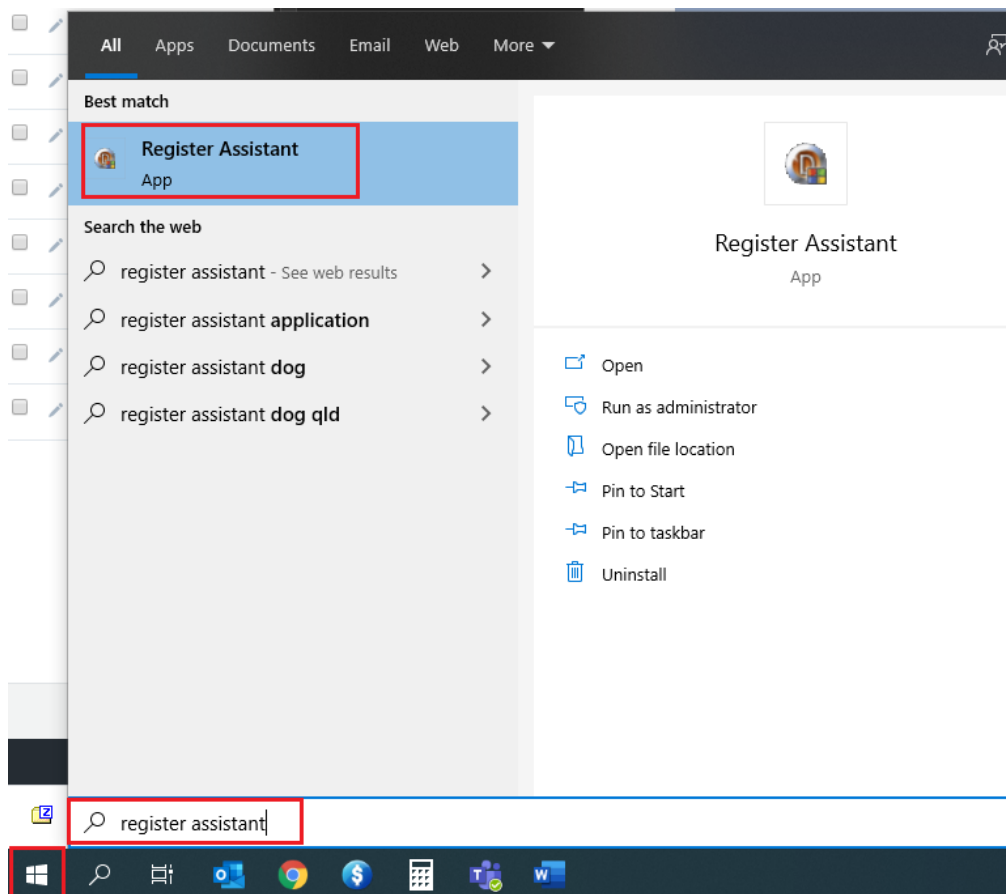 All Apps Documents Email Web More
Best match
Register Assistant
App
Search the web
register assistant - See web results
register assistant application
register assistant dog
register assistant dog qld
Register Assistant
App
Open
Run as administrator
Open file location
Pin to Start
Pin to taskbar
Uninstall
register assistant